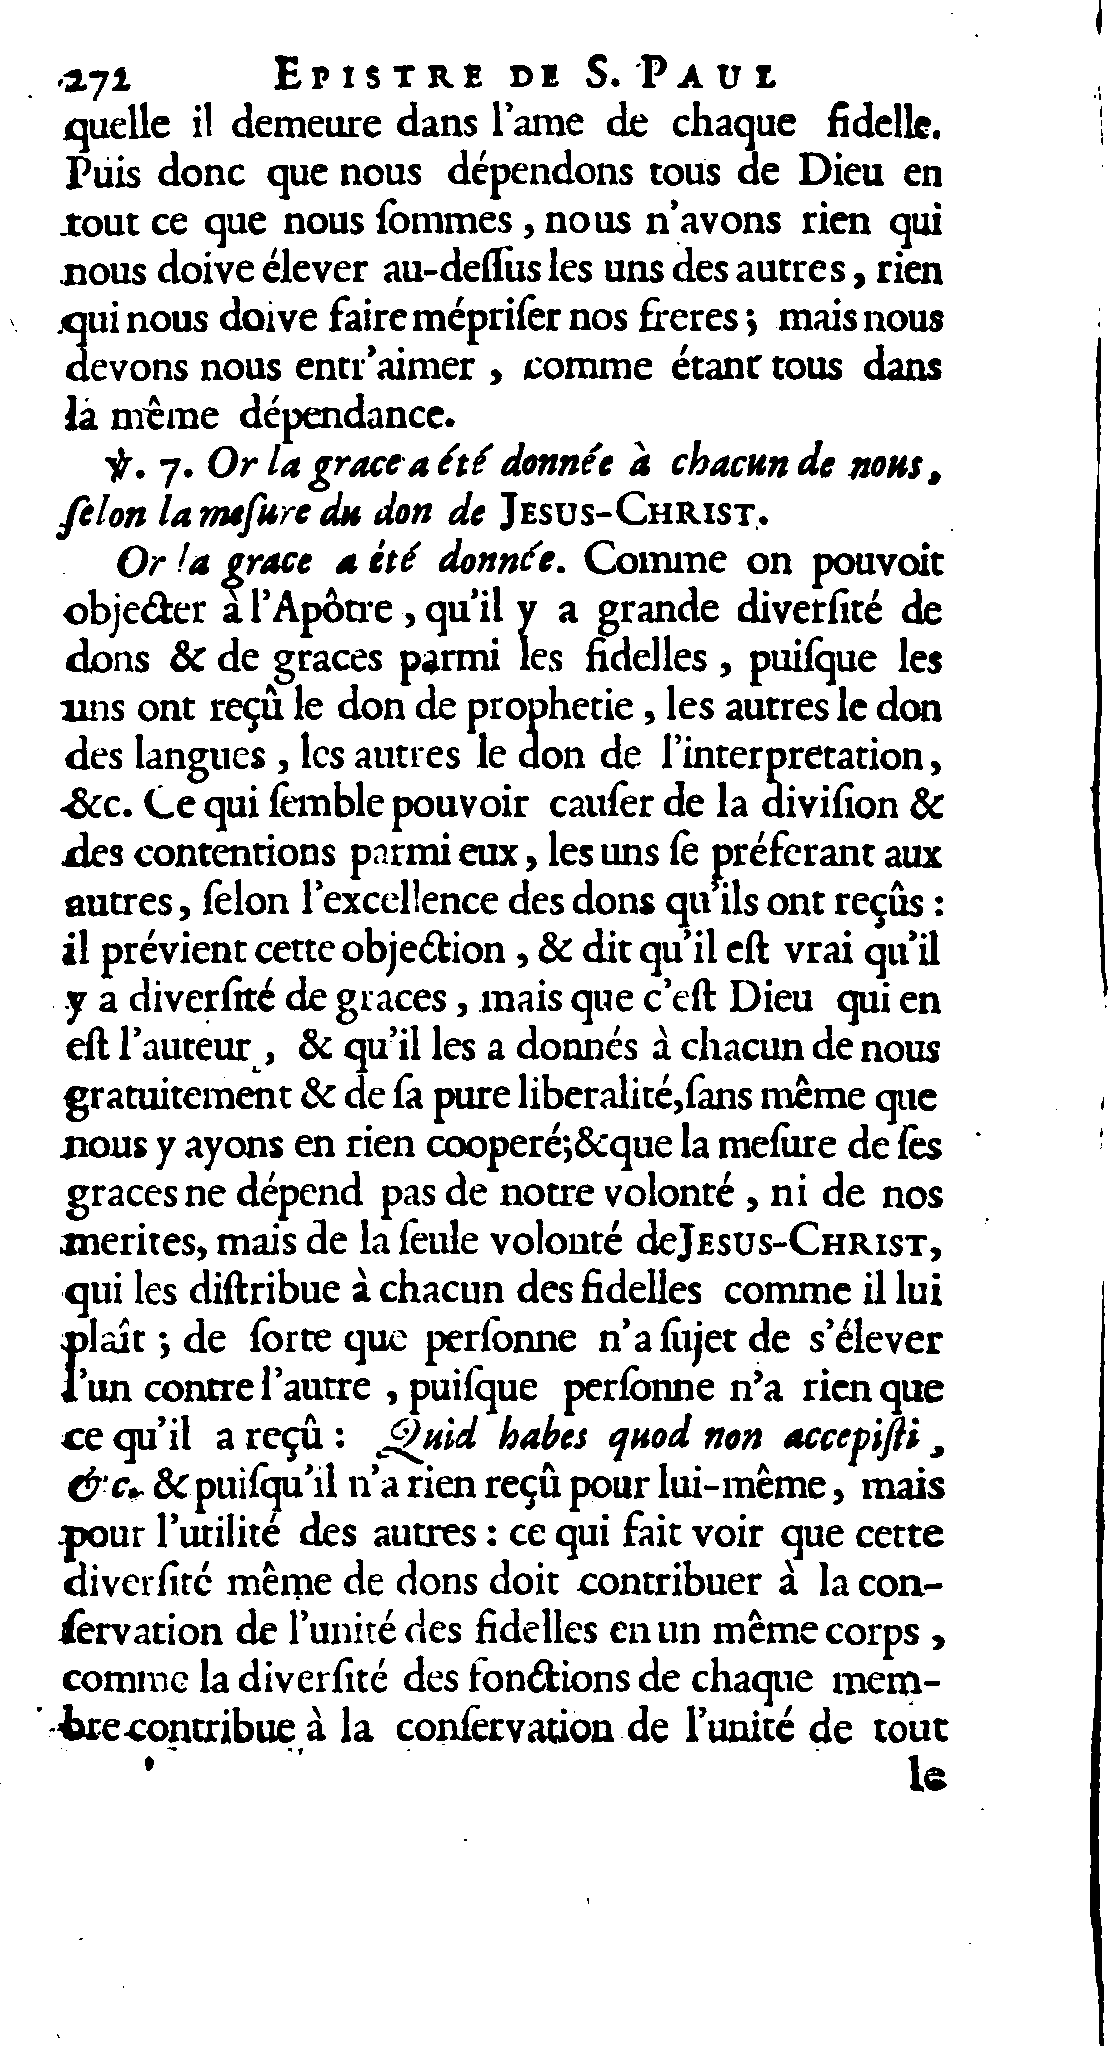 272 EPISTRE DE S. PAUL
quelle il demeure dans l'ame de chaque fidelle.
Puis donc que nous dépendons tous de Dieu en
tout ce que nous ſommes, nous n'avons rien qui
nous doive élever au-deſſus les uns des autres, rien
qui nous doive faire mépriſer nos freres; mais nous
devons nous entr'aimer, comme étant tous dans
la même dépendance.
℣. 7. Or la grace a été donnée à chacun de nous,
ſelon la meſure du don de JESUS-CHRIST.
Or la grace a été donnée. Comme on pouvoit
objecter à l'Apôtre, qu'il y a grande diverſité de
dons & de graces parmi les fidelles, puiſque les
uns ont reçû le don de prophetie, les autres le don
des langues, les autres le don de l'interpretation,
&c. Ce qui ſemble pouvoir cauſer de la diviſion &
des contentions parmi eux, les uns ſe préferant aux
autres, ſelon l'excellence des dons qu'ils ont reçûs :
il prévient cette objection, & dit qu'il eſt vrai qu'il
y a diverſité de graces, mais que c'eſt Dieu qui en
eſt l'auteur, & qu'il les a donnés à chacun de nous
gratuitement & de ſa pure liberalité, ſans même que
nous y ayons en rien cooperé; & que la meſure de ſes
graces ne dépend pas de notre volonté, ni de nos
merites, mais de la ſeule volonté de JESUS-CHRIST,
qui les diſtribue à chacun des fidelles comme il lui
plaît; de ſorte que perſonne n'a ſujet de s'élever
l'un contre l'autre, puiſque perſonne n'a rien que
ce qu'il a reçû : Quid habes quod non accepiſti,
&c. & puiſqu'il n'a rien reçû pour lui-même, mais
pour l'utilité des autres : ce qui fait voir que cette
diverſité même de dons doit contribuer à la con-
ſervation de l'unité des fidelles en un même corps,
comme la diverſité des fonctions de chaque mem-
bre contribue à la conſervation de l'unité de tout
le